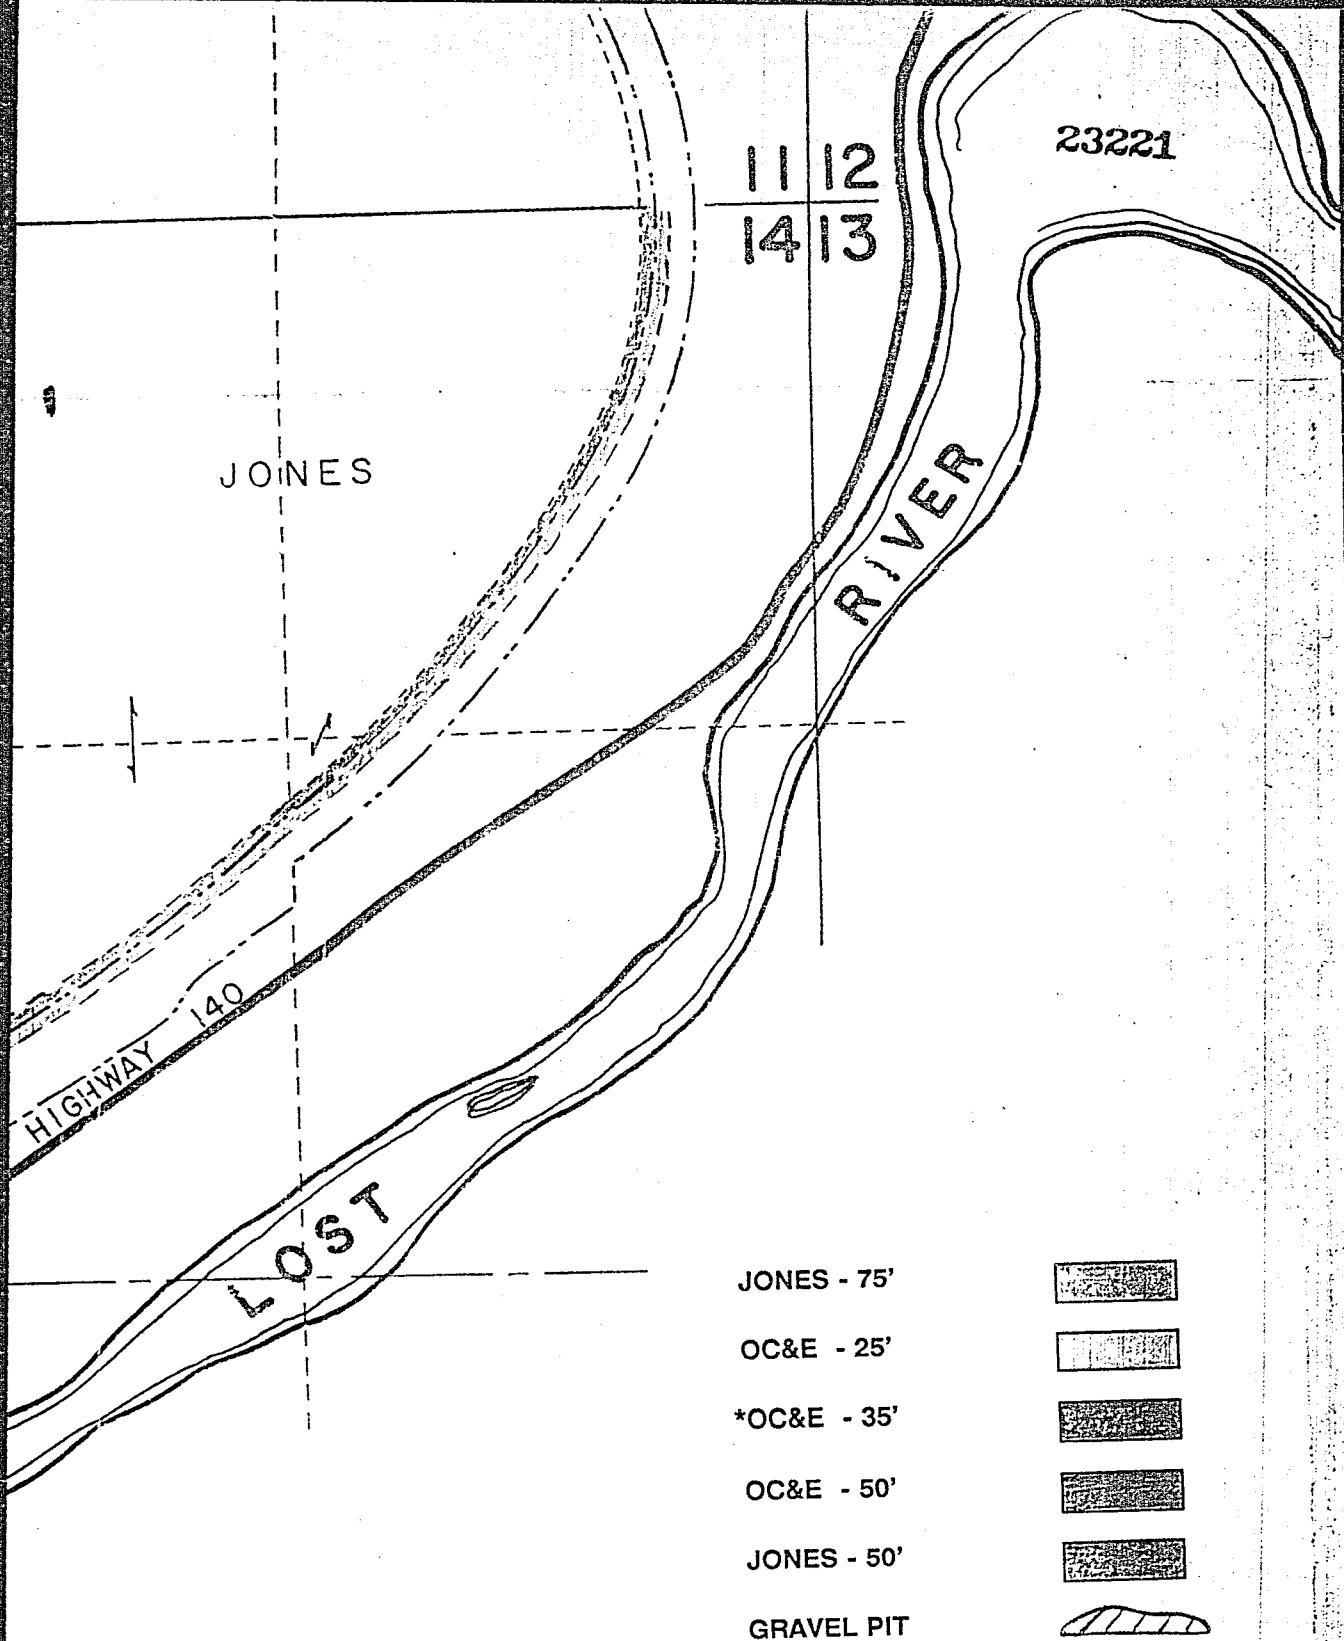 23221
11 12
14 13
JONES
RIVER
HIGHWAY 140
LOST
JONES - 75'
OC&E - 25'
*OC&E - 35'
OC&E - 50'
JONES - 50'
GRAVEL PIT